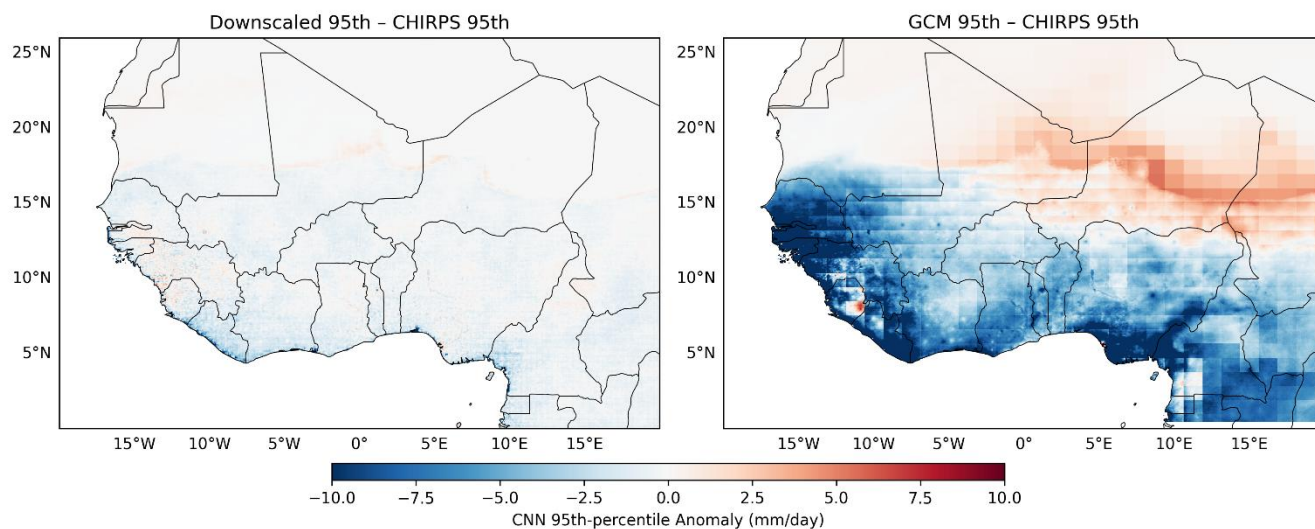 Downscaled 95th – CHIRPS 95th
GCM 95th – CHIRPS 95th
25°N
20°N
15°N
10°N
5°N
15°W 10°W 5°W 0° 5°E 10°E 15°E
25°N
20°N
15°N
10°N
5°N
15°W 10°W 5°W 0° 5°E 10°E 15°E
−10.0 −7.5 −5.0 −2.5 0.0 2.5 5.0 7.5 10.0
CNN 95th-percentile Anomaly (mm/day)